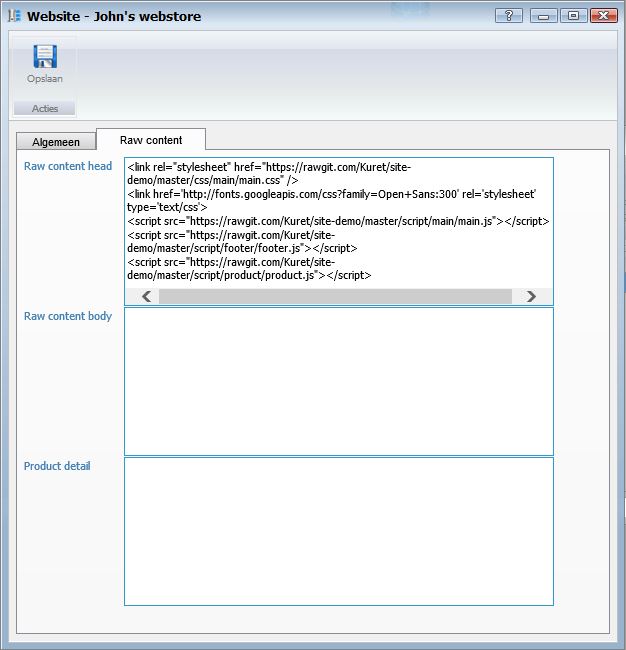 Website - John's webstore
?
Opslaan
Acties
Algemeen
Raw content
Raw content head
<link rel="stylesheet" href="https://rawgit.com/Kuret/site-
demo/master/css/main/main.css" />
<link href='http://fonts.googleapis.com/css?family=Open+Sans:300' rel='stylesheet'
type='text/css'>
<script src="https://rawgit.com/Kuret/site-demo/master/script/main/main.js"></script>
<script src="https://rawgit.com/Kuret/site-
demo/master/script/footer/footer.js"></script>
<script src="https://rawgit.com/Kuret/site-
demo/master/script/product/product.js"></script>
Raw content body
Product detail